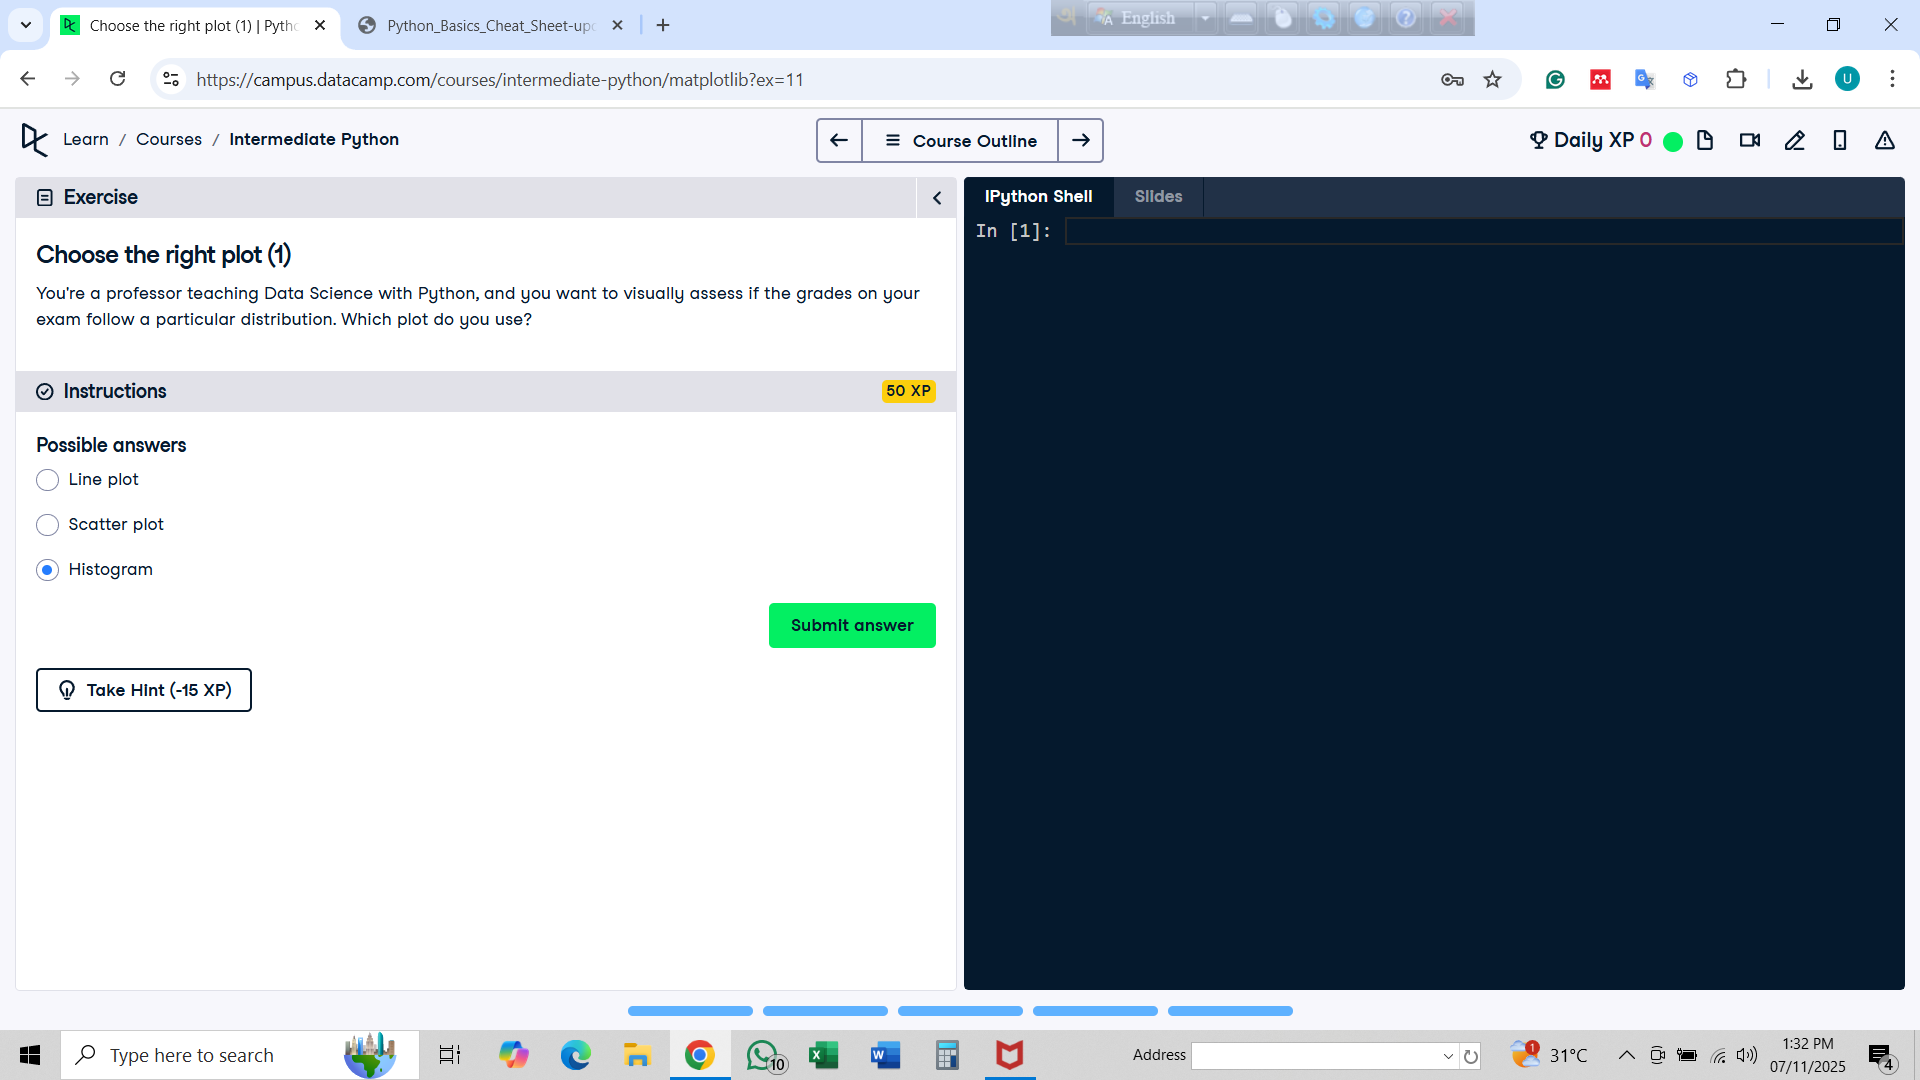 Choose the right plot (1) | Pytho
Python_Basics_Cheat_Sheet-upd
English
https://campus.datacamp.com/courses/intermediate-python/matplotlib?ex=11
U
Learn / Courses / Intermediate Python
Course Outline
Daily XP 0
Exercise
IPython Shell
Slides
In [1]:
Choose the right plot (1)
You're a professor teaching Data Science with Python, and you want to visually assess if the grades on your
exam follow a particular distribution. Which plot do you use?
Instructions
50 XP
Possible answers
Line plot
Scatter plot
Histogram
Submit answer
Take Hint (-15 XP)
Type here to search
10
Address
1
31°C
1:32 PM
07/11/2025
4